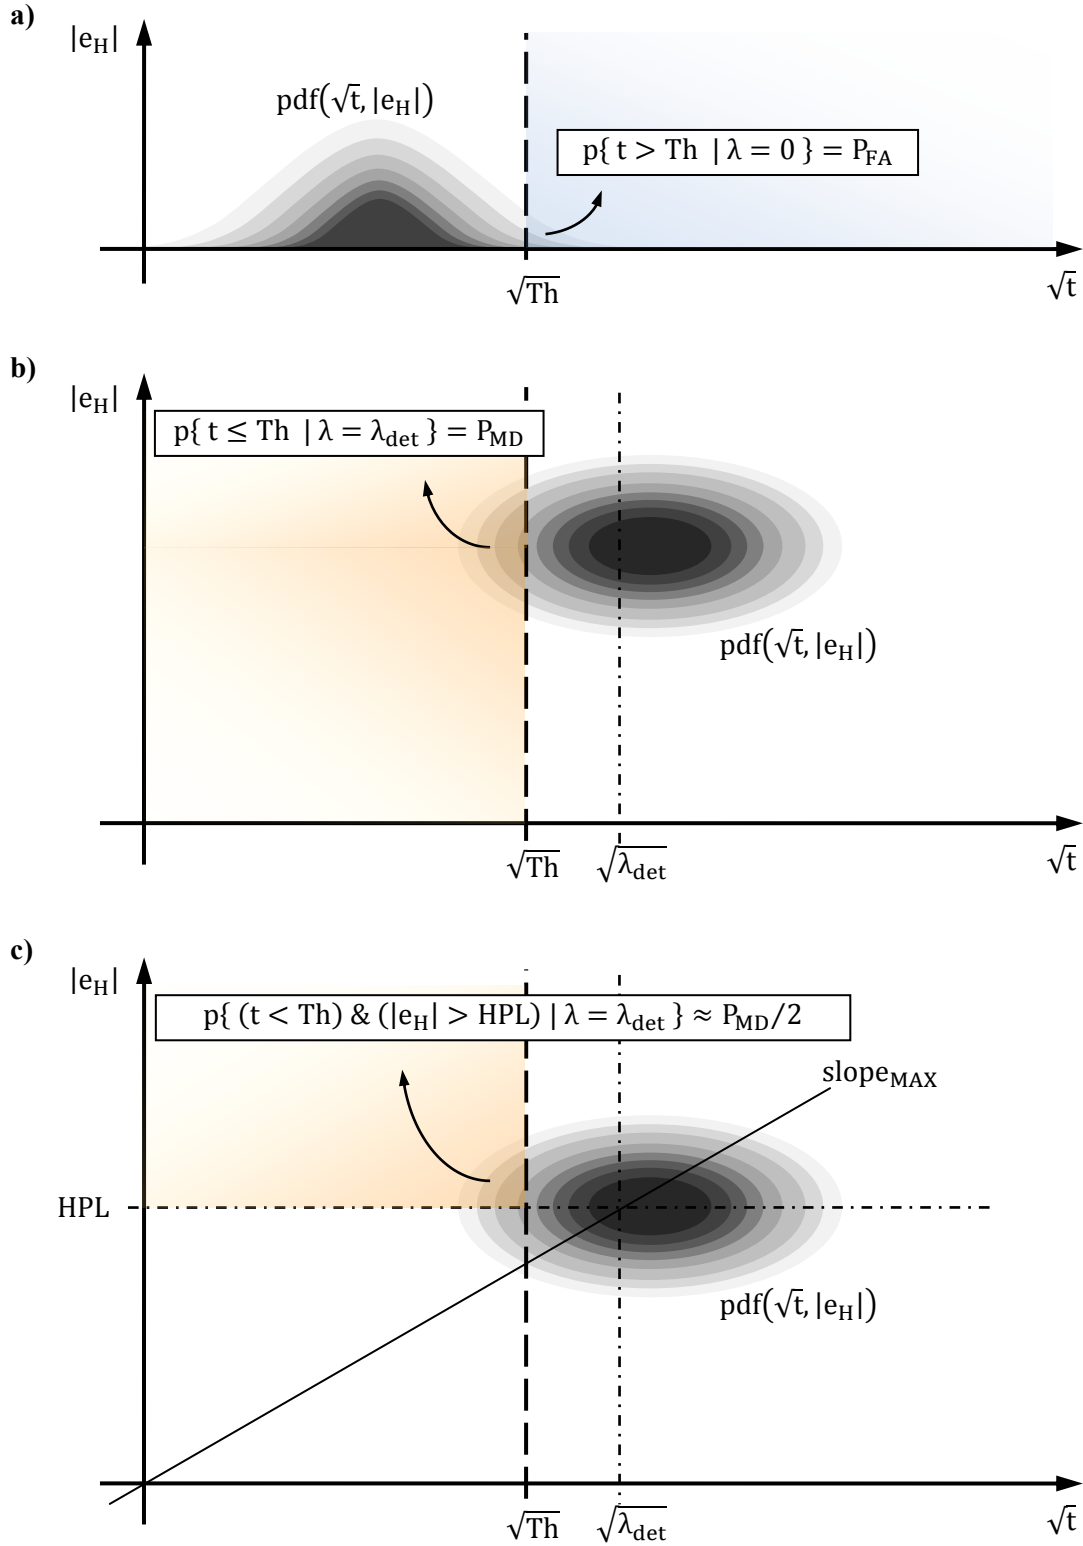 a)
|e_H|
pdf(√t, |e_H|)
p{ t > Th | λ = 0 } = P_FA
√Th
√t
b)
|e_H|
p{ t ≤ Th | λ = λ_det } = P_MD
pdf(√t, |e_H|)
√Th
√λ_det
√t
c)
|e_H|
p{ (t < Th) & (|e_H| > HPL) | λ = λ_det } ≈ P_MD/2
slope_MAX
HPL
pdf(√t, |e_H|)
√Th
√λ_det
√t